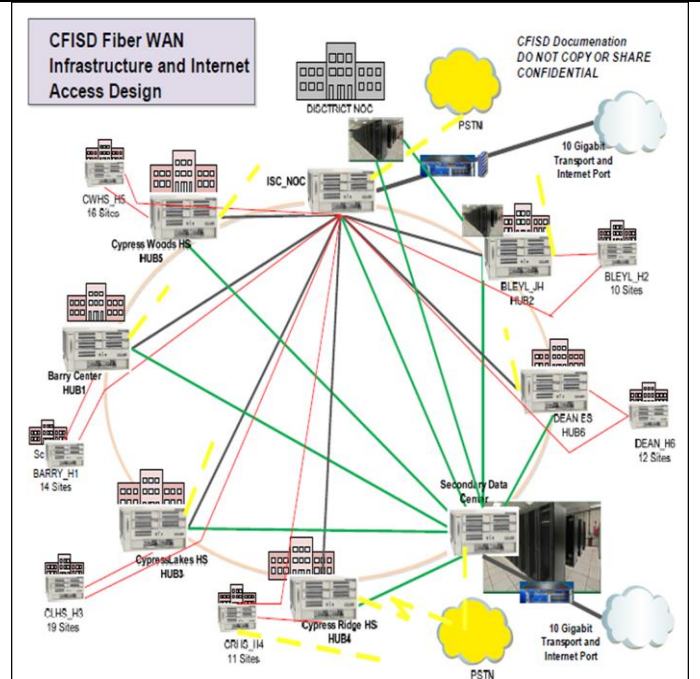 CFISD Fiber WAN
Infrastructure and Internet
Access Design
CFISD Documenation
DO NOT COPY OR SHARE
CONFIDENTIAL
DISCTRICT NOC
PSTN
10 Gigabit
Transport and
Internet Port
ISC_NOC
CWHS_H5
16 Sites
Cypress Woods HS
HUB5
BLEYL_JH
HUB2
BLEYL_H2
10 Sites
Barry Center
HUB1
DEAN ES
HUB6
DEAN_H6
12 Sites
Sc
BARRY_H1
14 Sites
Secondary Data
Center
CypressLakes HS
HUB3
CLHS_H3
19 Sites
Cypress Ridge HS
HUB4
CRHS_H4
11 Sites
PSTN
10 Gigabit
Transport and
Internet Port